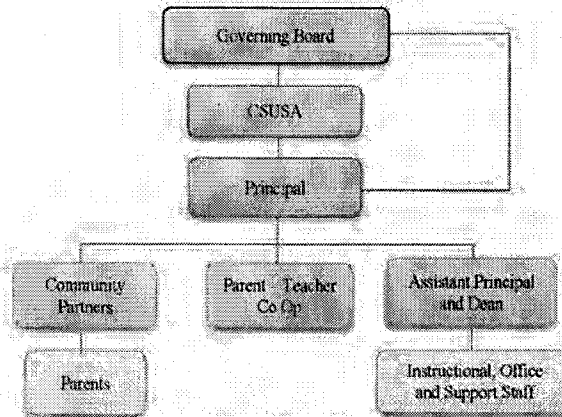 Governing Board
CSUSA
Principal
Community
Partners
Parent Teacher
Co Op
Assistant Principal
and Dean
Parents
Instructional, Office
and Support Staff